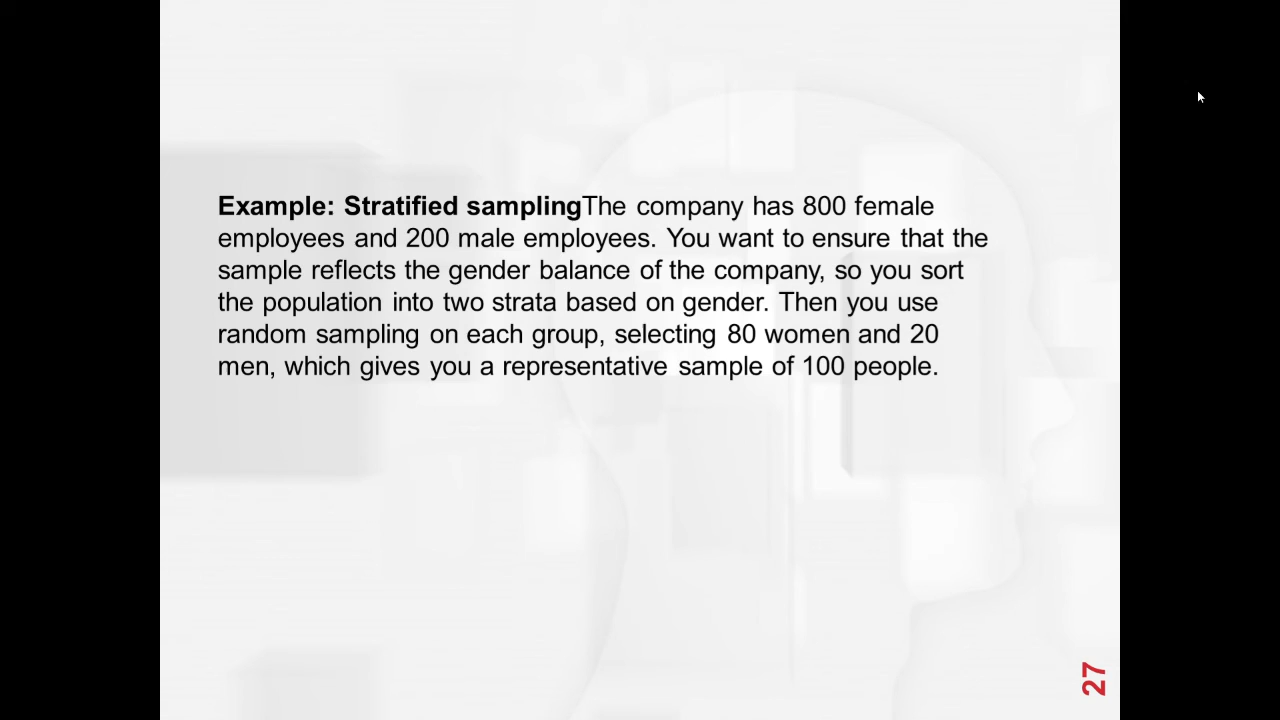 Example: Stratified samplingThe company has 800 female
employees and 200 male employees. You want to ensure that the
sample reflects the gender balance of the company, so you sort
the population into two strata based on gender. Then you use
random sampling on each group, selecting 80 women and 20
men, which gives you a representative sample of 100 people.
27